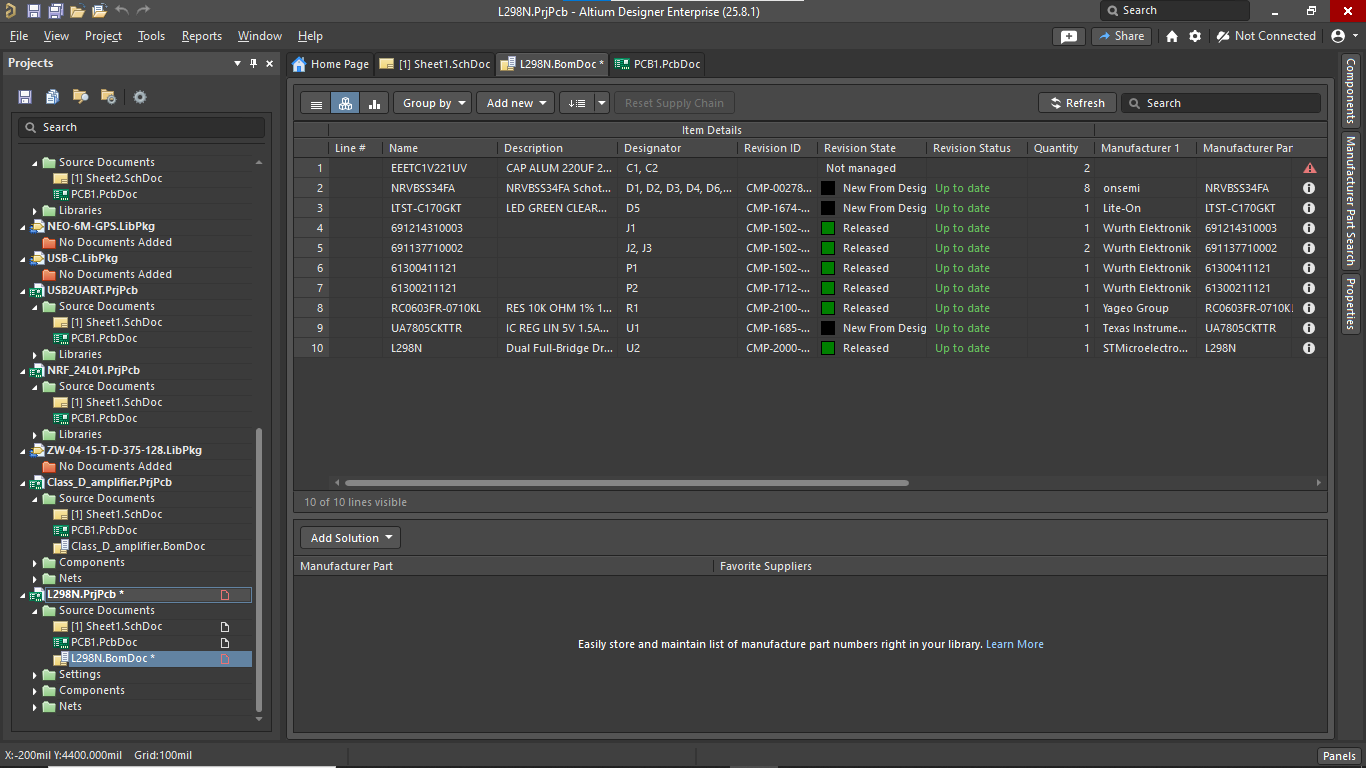 L298N.PrjPcb - Altium Designer Enterprise (25.8.1)
Search
File View Project Tools Reports Window Help
Share
Not Connected
Projects
Home Page
[1] Sheet1.SchDoc
L298N.BomDoc *
PCB1.PcbDoc
Search
Source Documents
[1] Sheet2.SchDoc
PCB1.PcbDoc
Libraries
NEO-6M-GPS.LibPkg
No Documents Added
USB-C.LibPkg
No Documents Added
USB2UART.PrjPcb
Source Documents
[1] Sheet1.SchDoc
PCB1.PcbDoc
Libraries
NRF_24L01.PrjPcb
Source Documents
[1] Sheet1.SchDoc
PCB1.PcbDoc
Libraries
ZW-04-15-T-D-375-128.LibPkg
No Documents Added
Class_D_amplifier.PrjPcb
Source Documents
[1] Sheet1.SchDoc
PCB1.PcbDoc
Class_D_amplifier.BomDoc
Components
Nets
L298N.PrjPcb *
Source Documents
[1] Sheet1.SchDoc
PCB1.PcbDoc
L298N.BomDoc *
Settings
Components
Nets
Group by
Add new
Reset Supply Chain
Refresh
Search
Item Details
Line # Name Description Designator Revision ID Revision State Revision Status Quantity Manufacturer 1 Manufacturer Par
1 EEETC1V221UV CAP ALUM 220UF 2... C1, C2 Not managed 2
2 NRVBSS34FA NRVBSS34FA Schot... D1, D2, D3, D4, D6,... CMP-00278... New From Desig Up to date 8 onsemi NRVBSS34FA
3 LTST-C170GKT LED GREEN CLEAR... D5 CMP-1674-... New From Desig Up to date 1 Lite-On LTST-C170GKT
4 691214310003 J1 CMP-1502-... Released Up to date 1 Wurth Elektronik 691214310003
5 691137710002 J2, J3 CMP-1502-... Released Up to date 2 Wurth Elektronik 691137710002
6 61300411121 P1 CMP-1502-... Released Up to date 1 Wurth Elektronik 61300411121
7 61300211121 P2 CMP-1712-... Released Up to date 1 Wurth Elektronik 61300211121
8 RC0603FR-0710KL RES 10K OHM 1% 1... R1 CMP-2100-... Released Up to date 1 Yageo Group RC0603FR-0710KL
9 UA7805CKTTR IC REG LIN 5V 1.5A... U1 CMP-1685-... New From Desig Up to date 1 Texas Instrume... UA7805CKTTR
10 L298N Dual Full-Bridge Dr... U2 CMP-2000-... Released Up to date 1 STMicroelectro... L298N
10 of 10 lines visible
Add Solution
Manufacturer Part Favorite Suppliers
Easily store and maintain list of manufacture part numbers right in your library. Learn More
Components
Manufacturer Part Search
Properties
X:-200mil Y:4400.000mil Grid:100mil
Panels